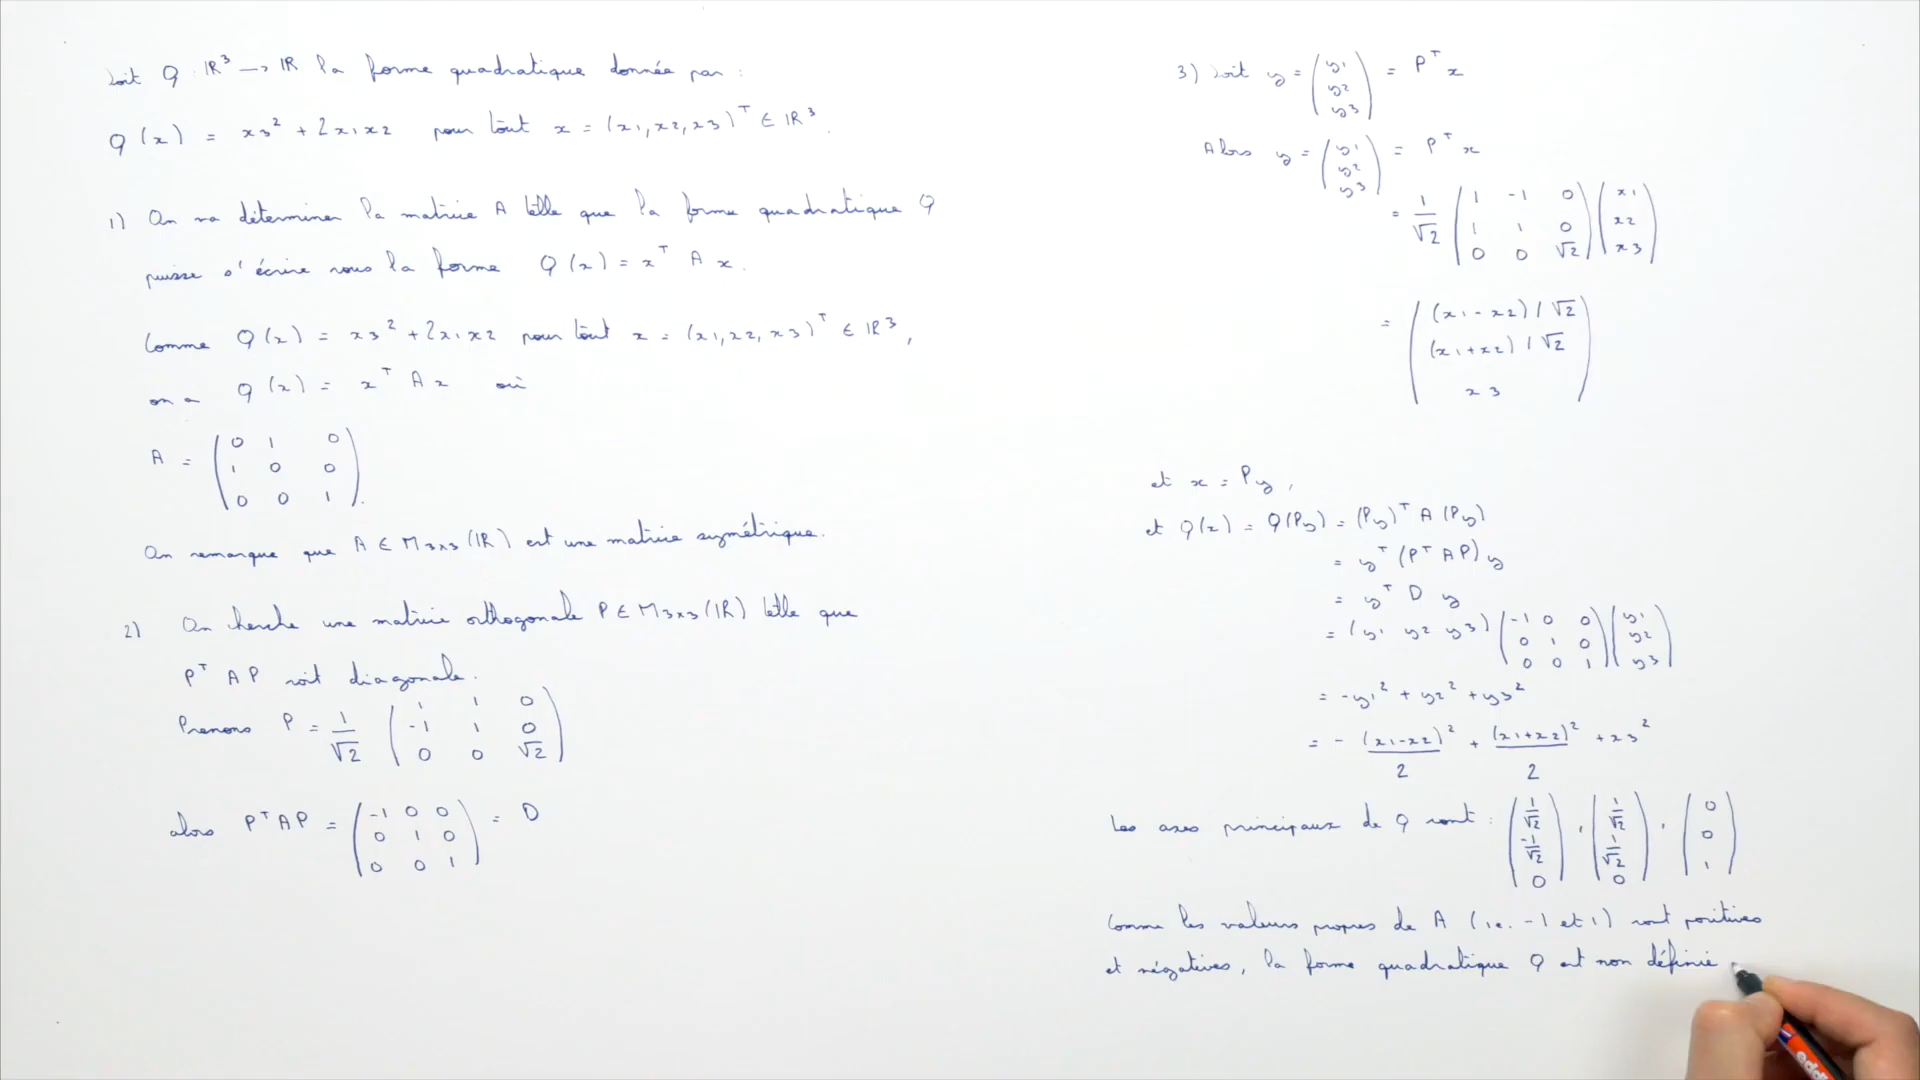 Soit Q : IR³ → IR la forme quadratique donnée par :
Q(x) = x3² + 2x1x2 pour tout x = (x1, x2, x3)ᵀ ∈ IR³.
1) On va déterminer la matrice A telle que la forme quadratique Q
puisse s'écrire sous la forme Q(x) = xᵀ A x.
Comme Q(x) = x3² + 2x1x2 pour tout x = (x1, x2, x3)ᵀ ∈ IR³,
on a Q(x) = xᵀ A x où
A = ( 0 1 0
1 0 0
0 0 1 ).
On remarque que A ∈ M3x3(IR) est une matrice symétrique.
2) On cherche une matrice orthogonale P ∈ M3x3(IR) telle que
Pᵀ A P soit diagonale.
Prenons P = 1/√2 ( 1 1 0
-1 1 0
0 0 √2 )
alors PᵀAP = ( -1 0 0
0 1 0
0 0 1 ) = D
3) Soit y = ( y1
y2
y3 ) = Pᵀ x
Alors y = ( y1
y2
y3 ) = Pᵀ x
= 1/√2 ( 1 -1 0
1 1 0
0 0 √2 ) ( x1
x2
x3 )
= ( (x1 - x2) / √2
(x1 + x2) / √2
x3 )
et x = Py,
et Q(x) = Q(Py) = (Py)ᵀ A (Py)
= yᵀ (Pᵀ A P) y
= yᵀ D y
= (y1 y2 y3) ( -1 0 0
0 1 0
0 0 1 ) ( y1
y2
y3 )
= -y1² + y2² + y3²
= - (x1-x2)²/2 + (x1+x2)²/2 + x3²
Les axes principaux de Q sont : ( 1/√2
-1/√2
0 ), ( 1/√2
1/√2
0 ), ( 0
0
1 )
Comme les valeurs propres de A (i.e. -1 et 1) sont positives
et négatives, la forme quadratique Q est non définie
edding